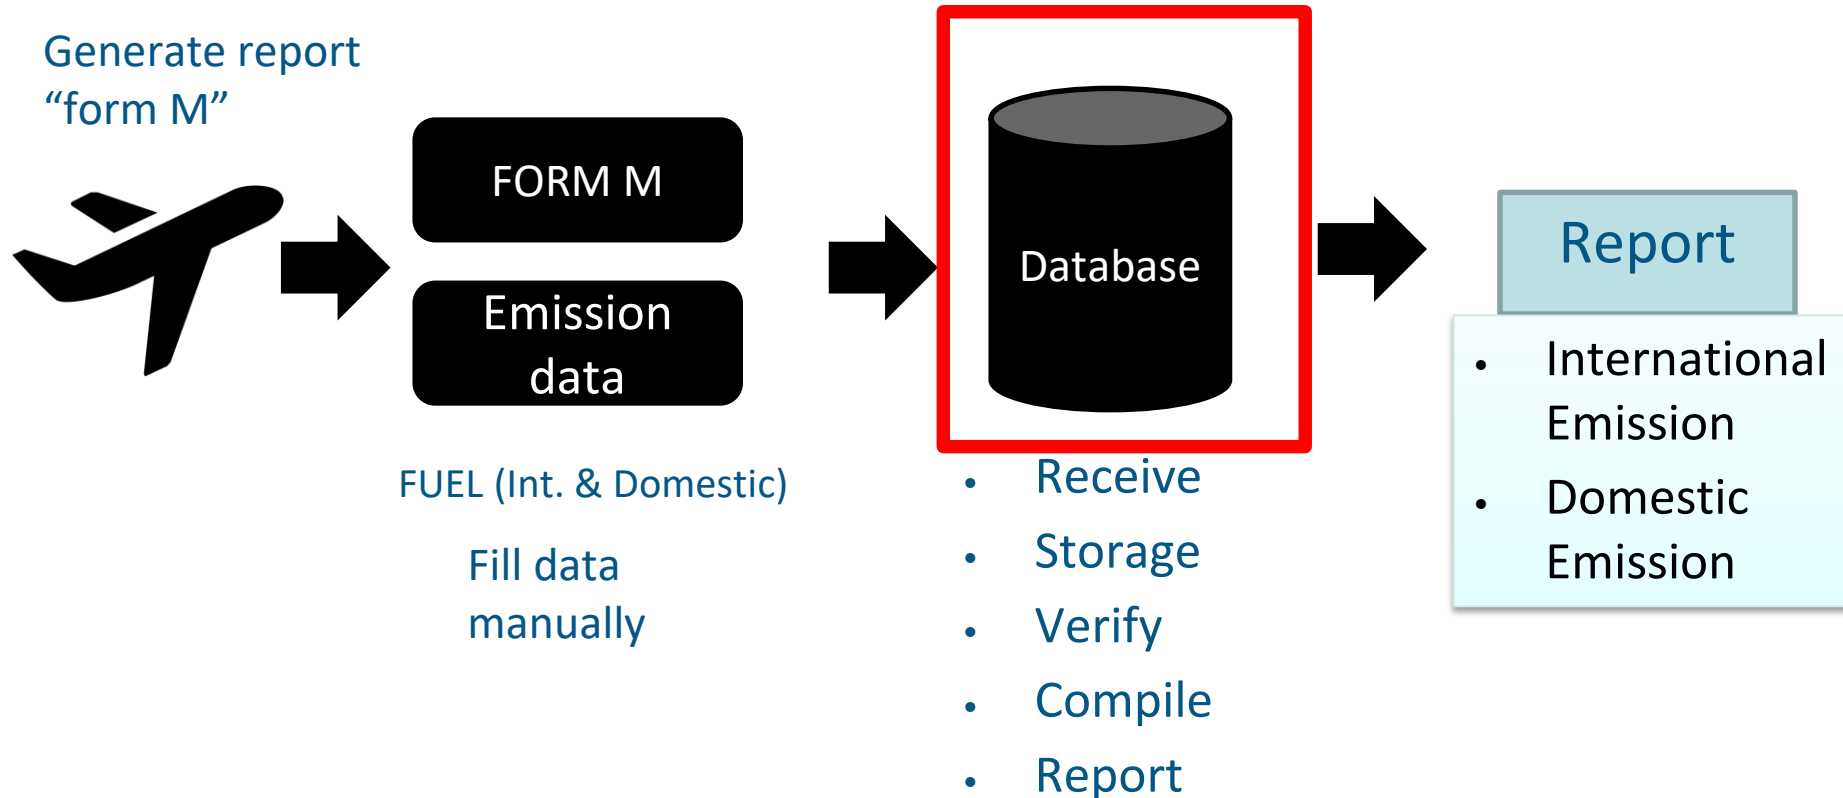 Generate report
“form M”
FORM M
Emission
data
FUEL (Int. & Domestic)
Fill data
manually
Database
• Receive
• Storage
• Verify
• Compile
• Report
Report
• International
Emission
• Domestic
Emission